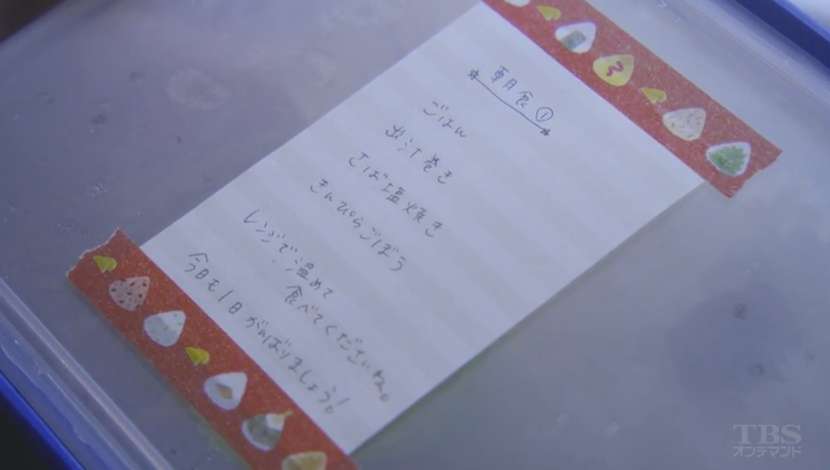 朝食①
ごはん
出汁巻き
さば塩焼き
きんぴらごぼう
レンジで温めて
食べてくださいね。
今日も1日がんばりましょう!
TBS
オンデマンド